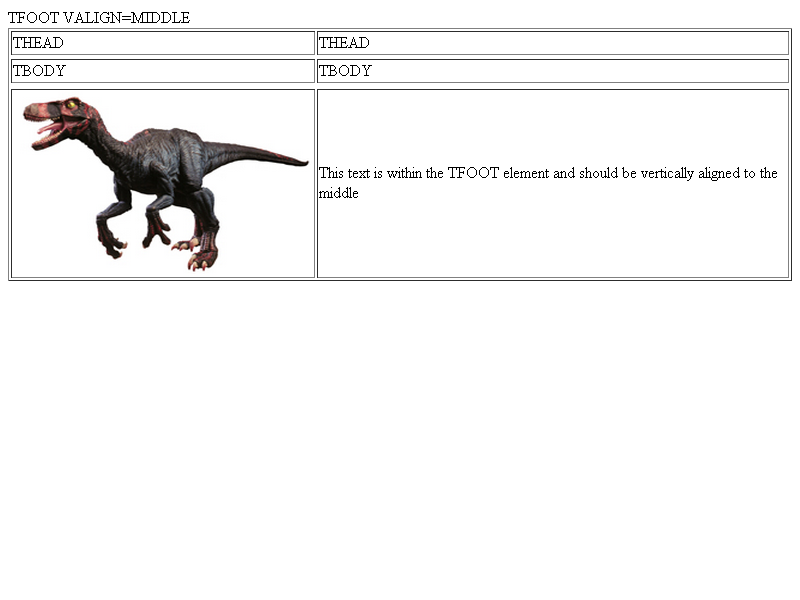 TFOOT VALIGN=MIDDLE
THEAD THEAD
TBODY TBODY
This text is within the TFOOT element and should be vertically aligned to the
middle